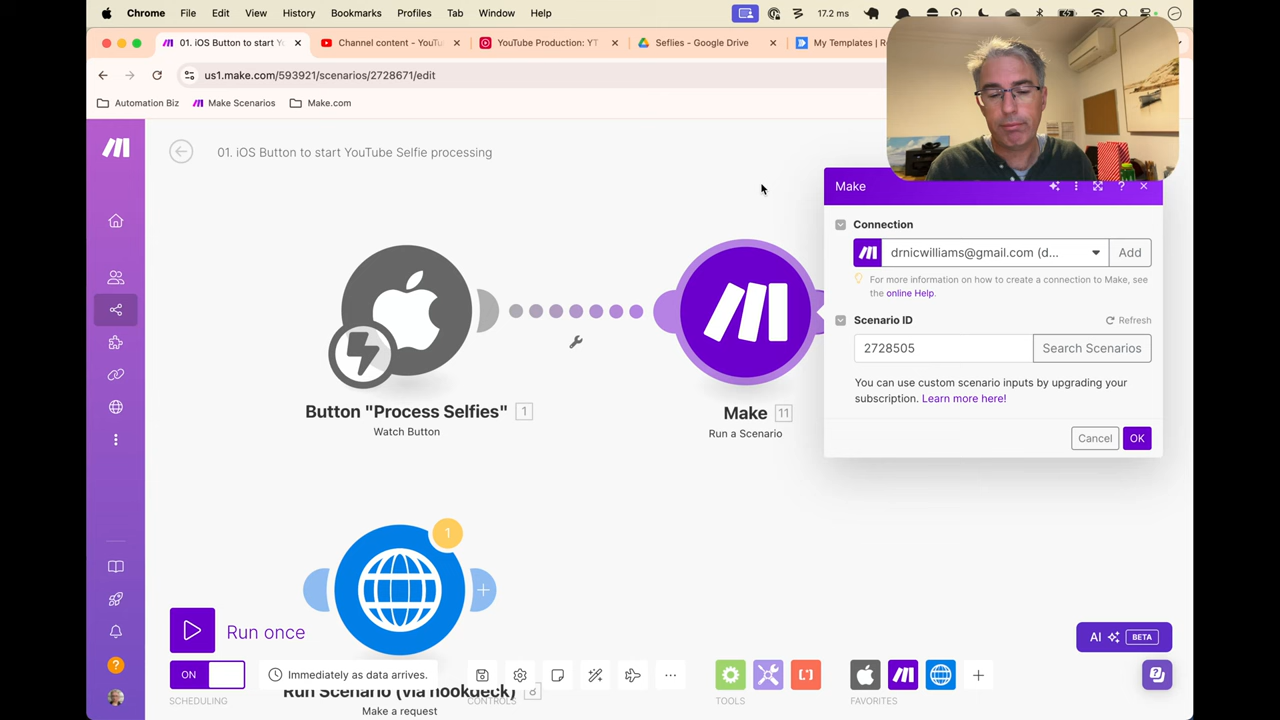 Chrome File Edit View History Bookmarks Profiles Tab Window Help 17.2 ms
01. iOS Button to start Y Channel content - YouTu YouTube Production: YT Seflies - Google Drive My Templates | R
us1.make.com/593921/scenarios/2728671/edit
Automation Biz Make Scenarios Make.com
01. iOS Button to start YouTube Selfie processing
Make
Connection
drnicwilliams@gmail.com (d... Add
For more information on how to create a connection to Make, see
the online Help.
Scenario ID Refresh
2728505 Search Scenarios
You can use custom scenario inputs by upgrading your
subscription. Learn more here!
Cancel OK
Button "Process Selfies" 1
Watch Button
Make 11
Run a Scenario
1
Run once
AI BETA
ON Immediately as data arrives.
Run Scenario (via hookdeck)
SCHEDULING CONTROLS TOOLS FAVORITES
Make a request